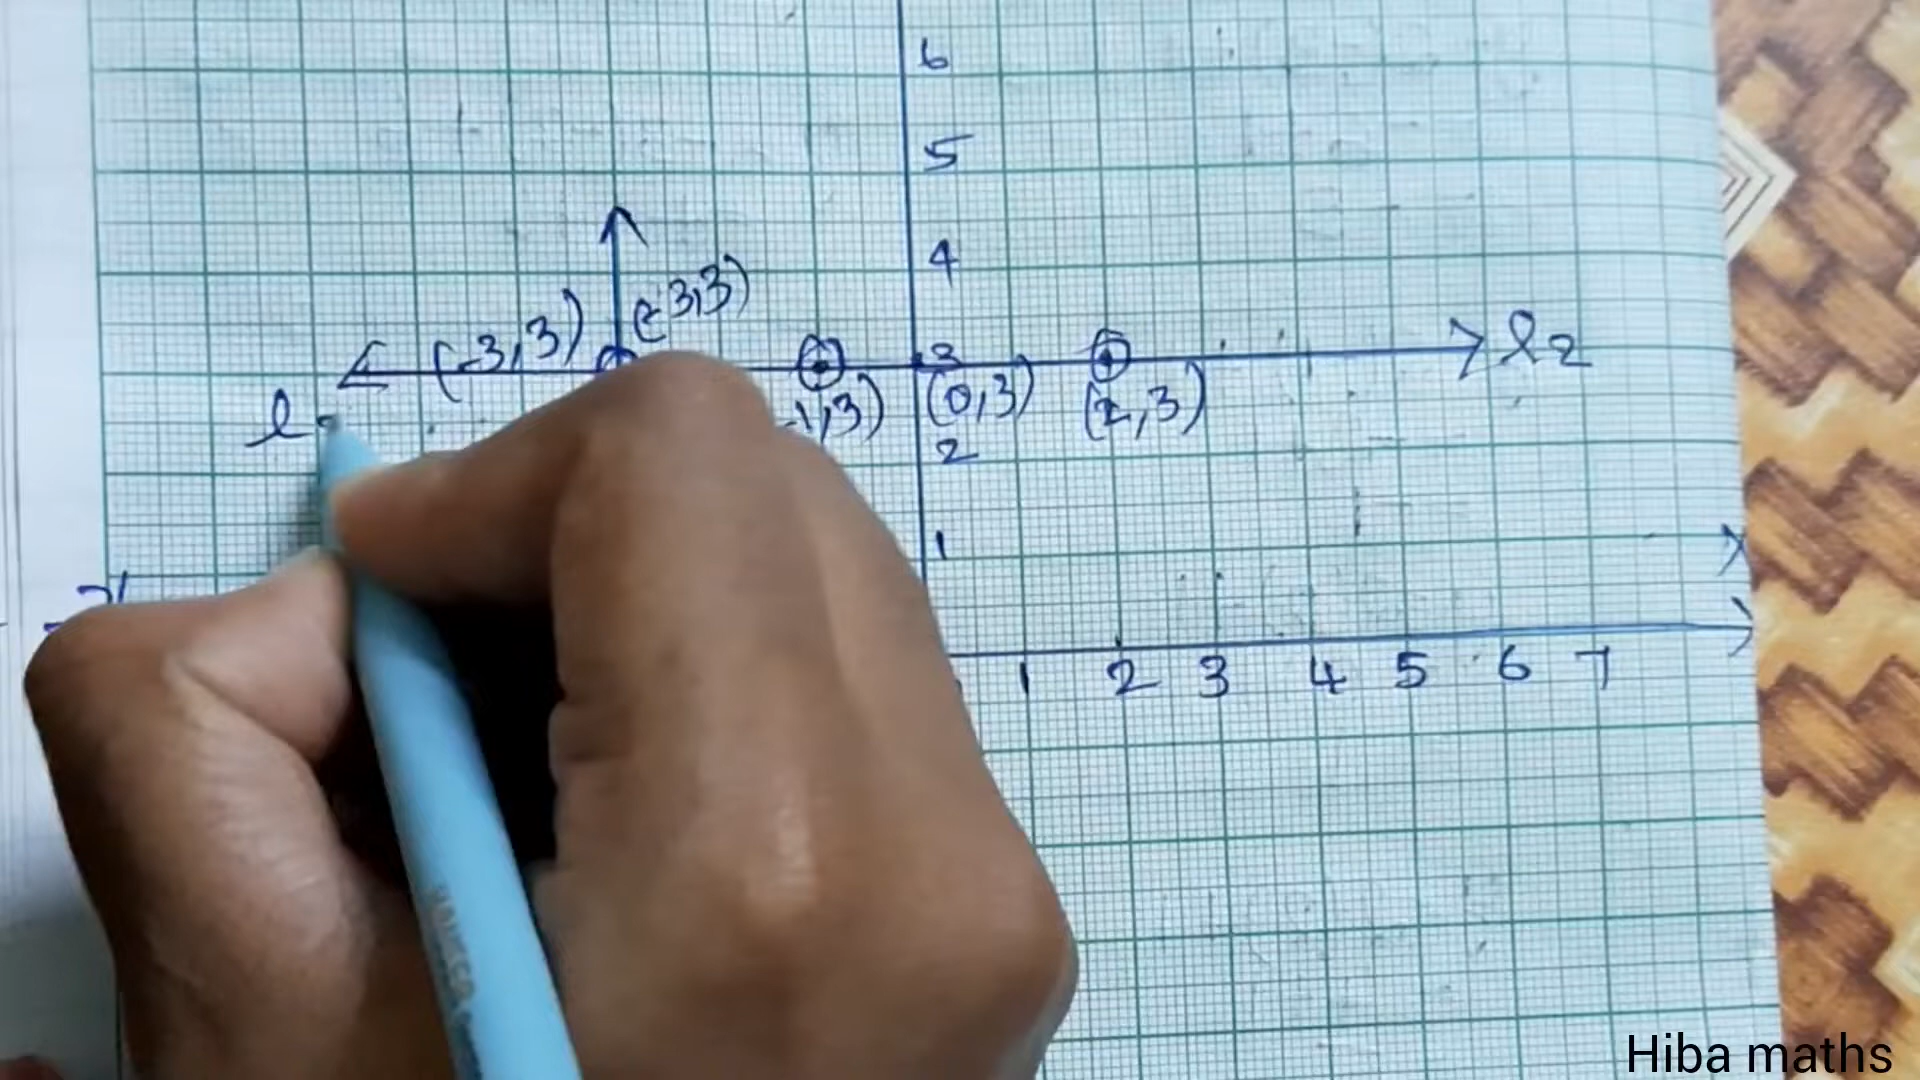 6
5
4
(-3,3)
(-3,3)
3
l2
l
-1,3)
(0,3)
(2,3)
2
1
1 2 3 4 5 6 7
Hiba maths